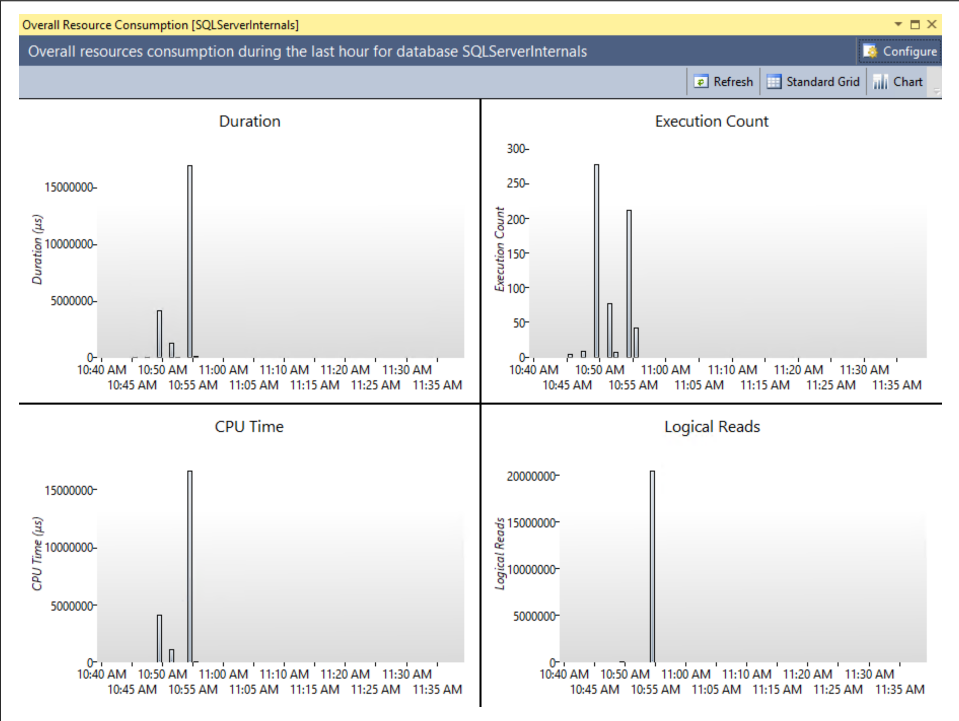 Overall Resource Consumption [SQLServerInternals]
Overall resources consumption during the last hour for database SQLServerInternals
Configure
Refresh Standard Grid Chart
Duration
Duration (µs)
15000000
10000000
5000000
0
10:40 AM 10:50 AM 11:00 AM 11:10 AM 11:20 AM 11:30 AM
10:45 AM 10:55 AM 11:05 AM 11:15 AM 11:25 AM 11:35 AM
Execution Count
Execution Count
300
250
200
150
100
50
0
10:40 AM 10:50 AM 11:00 AM 11:10 AM 11:20 AM 11:30 AM
10:45 AM 10:55 AM 11:05 AM 11:15 AM 11:25 AM 11:35 AM
CPU Time
CPU Time (µs)
15000000
10000000
5000000
0
10:40 AM 10:50 AM 11:00 AM 11:10 AM 11:20 AM 11:30 AM
10:45 AM 10:55 AM 11:05 AM 11:15 AM 11:25 AM 11:35 AM
Logical Reads
Logical Reads
20000000
15000000
10000000
5000000
0
10:40 AM 10:50 AM 11:00 AM 11:10 AM 11:20 AM 11:30 AM
10:45 AM 10:55 AM 11:05 AM 11:15 AM 11:25 AM 11:35 AM